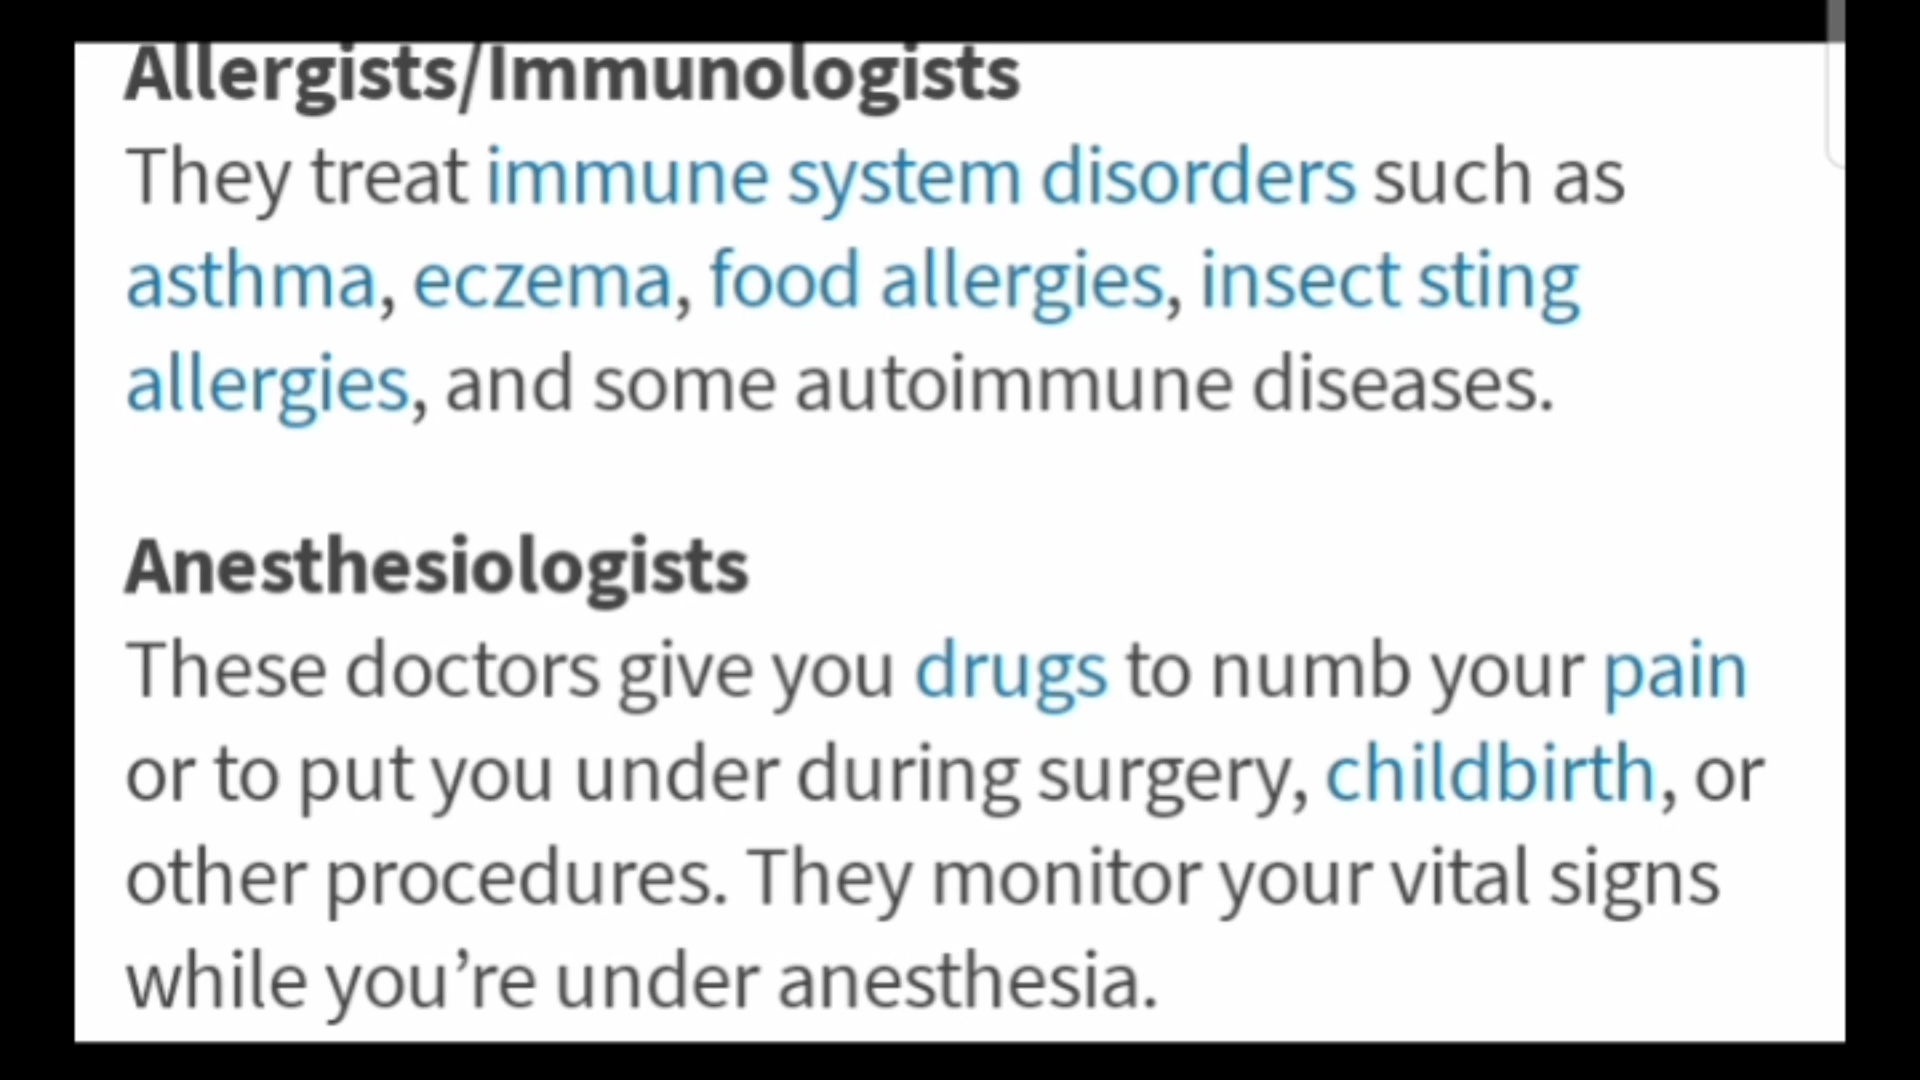 Allergists/Immunologists
They treat immune system disorders such as
asthma, eczema, food allergies, insect sting
allergies, and some autoimmune diseases.
Anesthesiologists
These doctors give you drugs to numb your pain
or to put you under during surgery, childbirth, or
other procedures. They monitor your vital signs
while you’re under anesthesia.